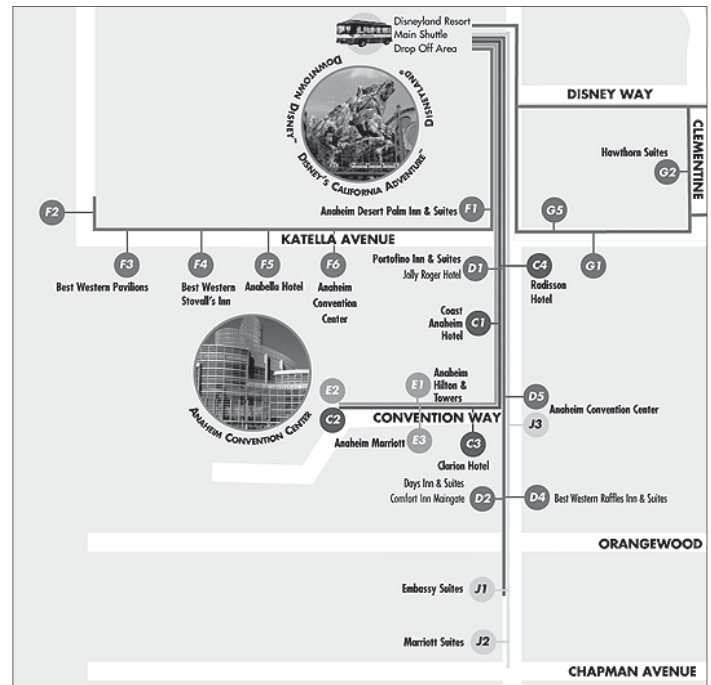 Disneyland Resort
Main Shuttle
Drop Off Area
DOWNTOWN DISNEY™
DISNEYLAND®
DISNEY'S CALIFORNIA ADVENTURE™
DISNEY WAY
CLEMENTINE
Hawthorn Suites
G2
F2
Anaheim Desert Palm Inn & Suites
F1
G5
KATELLA AVENUE
F3
F4
F5
F6
Portofino Inn & Suites
Jolly Roger Hotel
D1
C4
G1
Best Western Pavilions
Best Western
Stovall's Inn
Anabella Hotel
Anaheim
Convention
Center
Radisson
Hotel
Coast
Anaheim
Hotel
C1
ANAHEIM CONVENTION CENTER
E2
C2
E1
Anaheim
Hilton &
Towers
D5
Anaheim Convention Center
J3
CONVENTION WAY
Anaheim Marriott
E3
C3
Clarion Hotel
Days Inn & Suites
Comfort Inn Maingate
D2
D4
Best Western Raffles Inn & Suites
ORANGEWOOD
Embassy Suites
J1
Marriott Suites
J2
CHAPMAN AVENUE